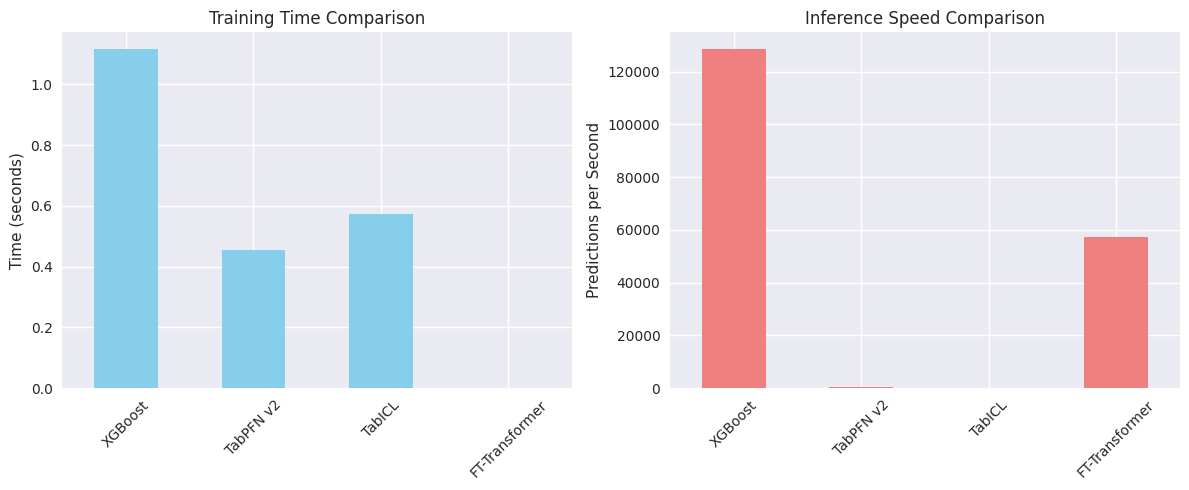 Training Time Comparison
Time (seconds)
1.0
0.8
0.6
0.4
0.2
0.0
XGBoost
TabPFN v2
TabICL
FT-Transformer
Inference Speed Comparison
Predictions per Second
120000
100000
80000
60000
40000
20000
0
XGBoost
TabPFN v2
TabICL
FT-Transformer